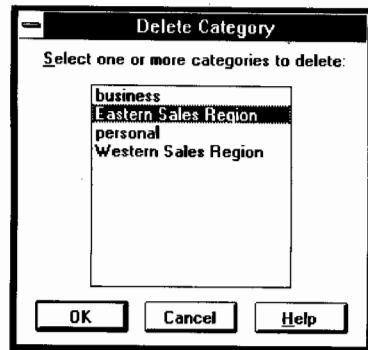 Delete Category
Select one or more categories to delete:
business
Eastern Sales Region
personal
Western Sales Region
OK Cancel Help